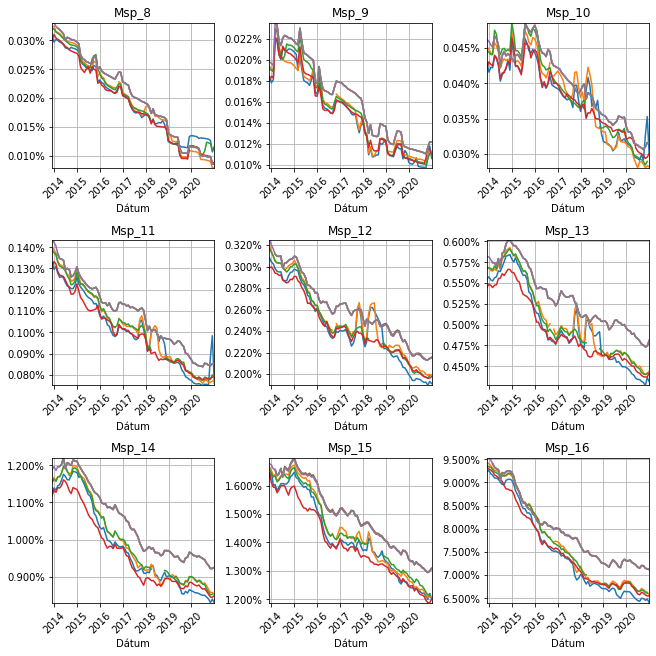 Msp_8 Msp_9 Msp_10
0.030% 0.022% 0.045%
0.025% 0.020% 0.040%
0.020% 0.018% 0.035%
0.015% 0.016% 0.030%
0.010% 0.014%
0.012%
0.010%
2014 2015 2016 2017 2018 2019 2020 2014 2015 2016 2017 2018 2019 2020 2014 2015 2016 2017 2018 2019 2020
Dátum Dátum Dátum
Msp_11 Msp_12 Msp_13
0.140% 0.320% 0.600%
0.130% 0.300% 0.575%
0.120% 0.280% 0.550%
0.110% 0.260% 0.525%
0.100% 0.240% 0.500%
0.090% 0.220% 0.475%
0.080% 0.200% 0.450%
2014 2015 2016 2017 2018 2019 2020 2014 2015 2016 2017 2018 2019 2020 2014 2015 2016 2017 2018 2019 2020
Dátum Dátum Dátum
Msp_14 Msp_15 Msp_16
1.200% 1.600% 9.500%
1.100% 1.500% 9.000%
1.000% 1.400% 8.500%
0.900% 1.300% 8.000%
1.200% 7.500%
7.000%
6.500%
2014 2015 2016 2017 2018 2019 2020 2014 2015 2016 2017 2018 2019 2020 2014 2015 2016 2017 2018 2019 2020
Dátum Dátum Dátum